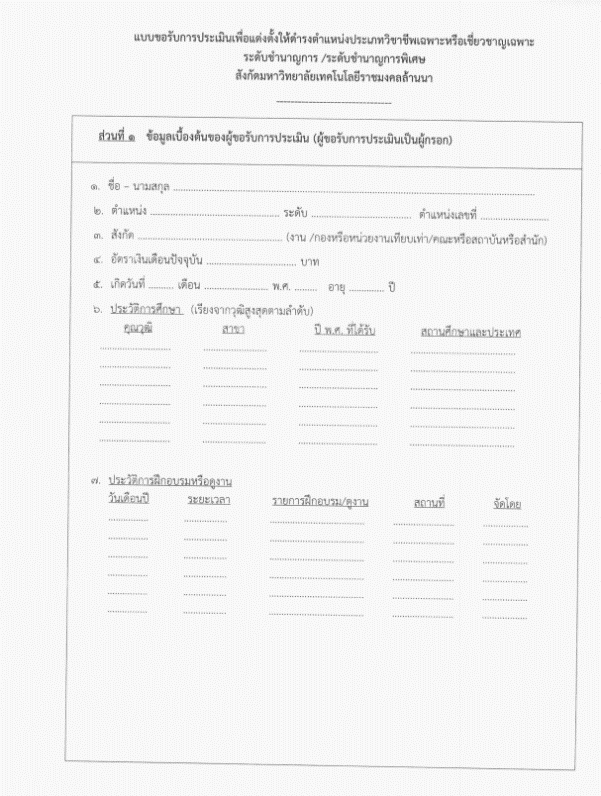 แบบขอรับการประเมินเพื่อแต่งตั้งให้ดำรงตำแหน่งประเภทวิชาชีพเฉพาะหรือเชี่ยวชาญเฉพาะ
ระดับชำนาญการ /ระดับชำนาญการพิเศษ
สังกัดมหาวิทยาลัยเทคโนโลยีราชมงคลล้านนา
--------------------------------
ส่วนที่ ๑ ข้อมูลเบื้องต้นของผู้ขอรับการประเมิน (ผู้ขอรับการประเมินเป็นผู้กรอก)
๑. ชื่อ – นามสกุล ........................................................................
๒. ตำแหน่ง ........................................ ระดับ ............................... ตำแหน่งเลขที่ .....................
๓. สังกัด ............................................. (งาน /กองหรือหน่วยงานเทียบเท่า/คณะหรือสถาบันหรือสำนัก)
๔. อัตราเงินเดือนปัจจุบัน ............................ บาท
๕. เกิดวันที่ ........ เดือน .................... พ.ศ. ....... อายุ ........... ปี
๖. ประวัติการศึกษา (เรียงจากวุฒิสูงสุดตามลำดับ)
คุณวุฒิ สาขา ปี พ.ศ. ที่ได้รับ สถานศึกษาและประเทศ
๗. ประวัติการฝึกอบรมหรือดูงาน
วันเดือนปี ระยะเวลา รายการฝึกอบรม/ดูงาน สถานที่ จัดโดย